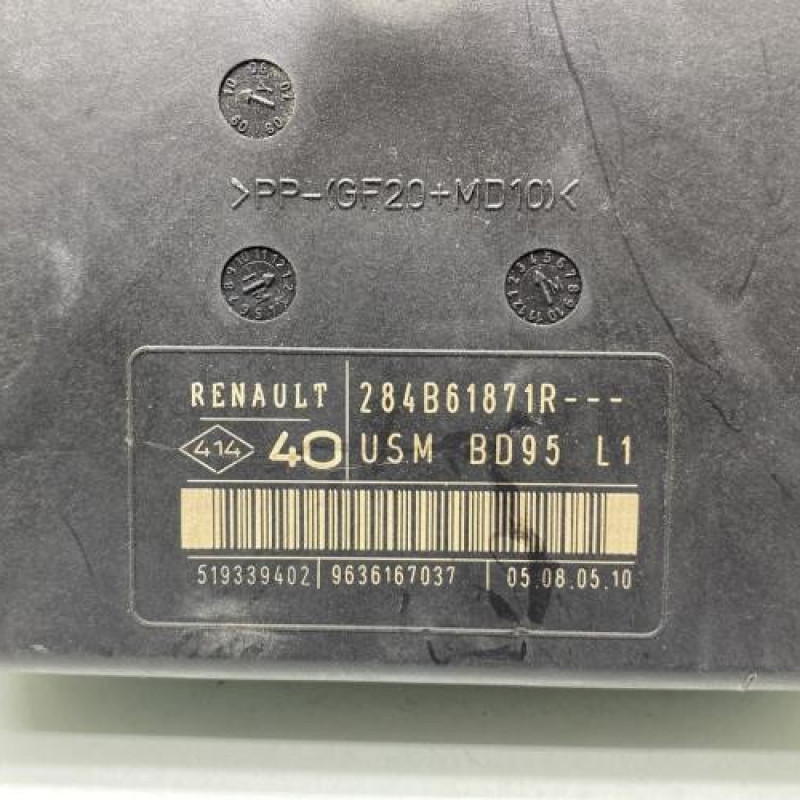 >PP-(GF20+MD10)<
RENAULT 284B61871R---
414 40 USM BD95 L1
519339402 9636167037 05.08.05.10